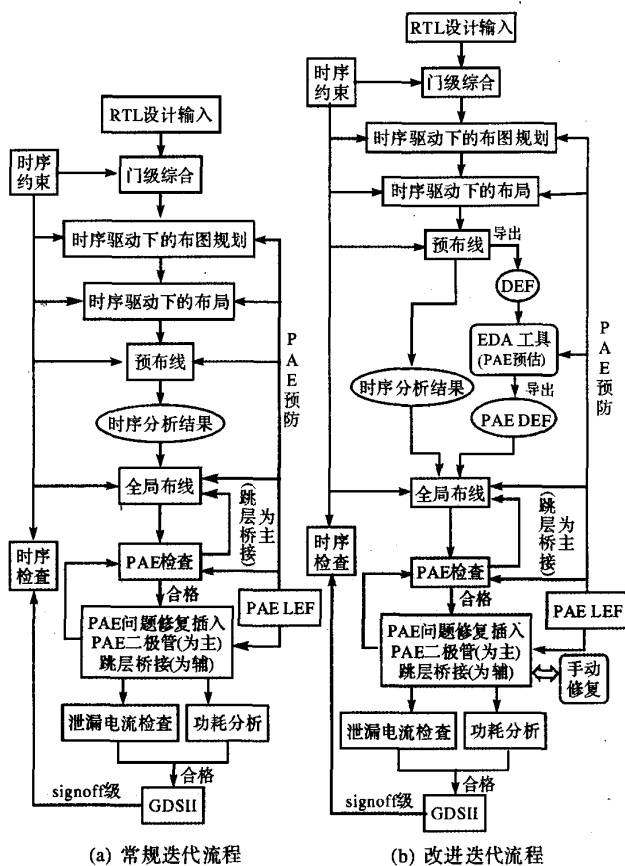 RTL设计输入
时序
约束
门级综合
时序驱动下的布图规划
时序驱动下的布局
预布线
时序分析结果
全局布线
(跳层桥接)
为主
PAE检查
合格
PAE问题修复插入
PAE二极管(为主)
跳层桥接(为辅)
泄漏电流检查
功耗分析
合格
GDSII
signoff级
时序
检查
PAE预防
PAE LEF
(a) 常规迭代流程
RTL设计输入
时序
约束
门级综合
时序驱动下的布图规划
时序驱动下的布局
预布线
导出
DEF
EDA 工具
(PAE预估)
导出
PAE DEF
时序分析结果
全局布线
(跳层桥接)
为主
PAE检查
合格
PAE问题修复插入
PAE二极管(为主)
跳层桥接(为辅)
手动
修复
泄漏电流检查
功耗分析
合格
GDSII
signoff级
时序
检查
PAE预防
PAE LEF
(b) 改进迭代流程